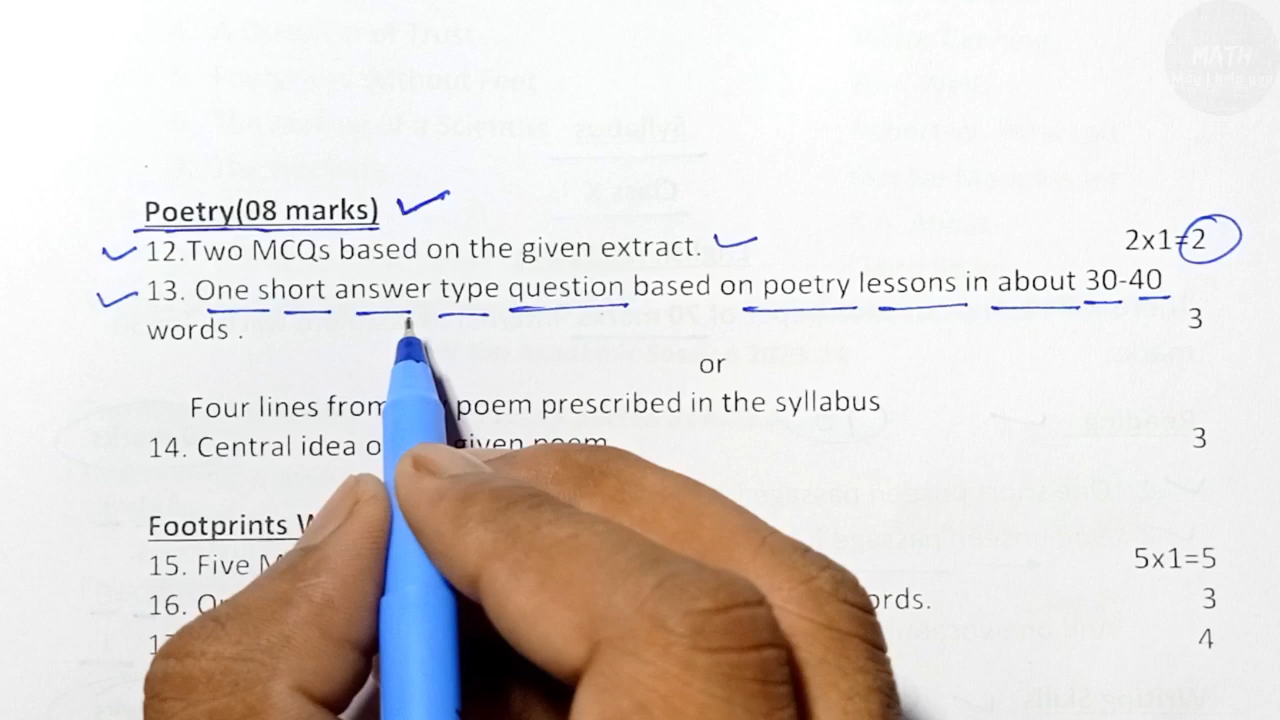 MATH
Poetry(08 marks)
12.Two MCQs based on the given extract. 2x1=2
13. One short answer type question based on poetry lessons in about 30-40
words . 3
or
Four lines from poem prescribed in the syllabus
14. Central idea given poem 3
Footprints
15. Five 5x1=5
16. 3
4